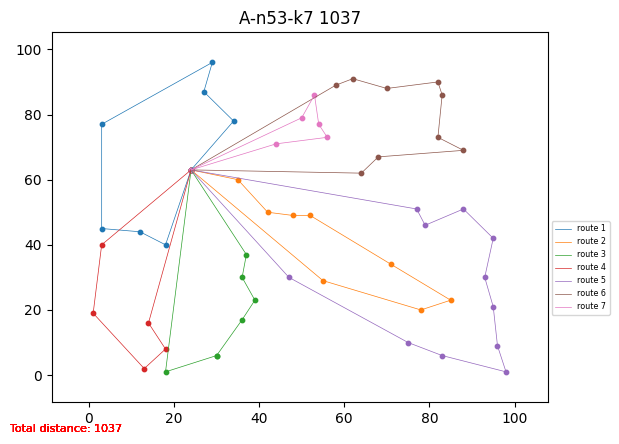 A-n53-k7 1037
100
80
60
40
20
0
0 20 40 60 80 100
route 1
route 2
route 3
route 4
route 5
route 6
route 7
Total distance: 1037